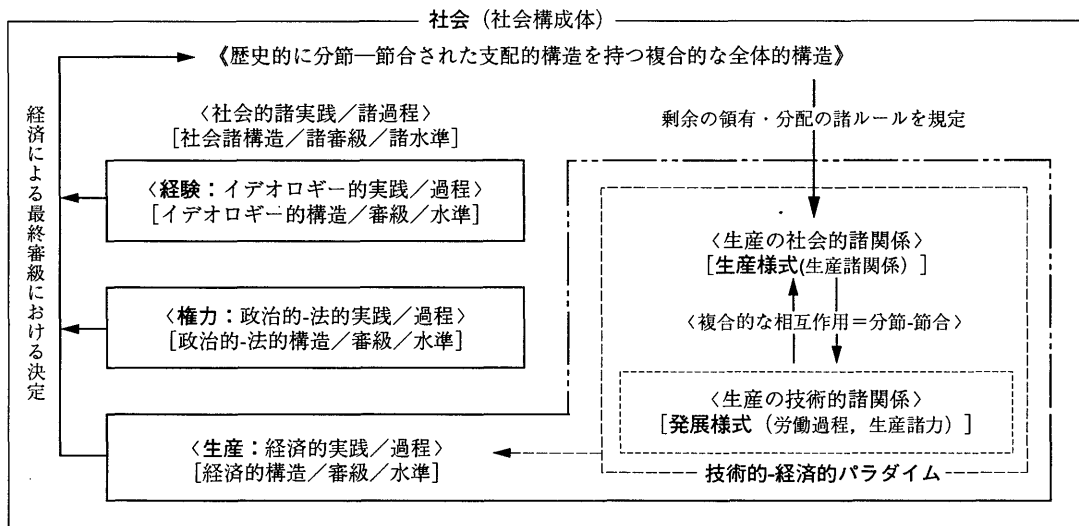 社会（社会構成体）
《歴史的に分節―節合された支配的構造を持つ複合的な全体的構造》
経済による最終審級における決定
〈社会的諸実践／諸過程〉
［社会諸構造／諸審級／諸水準］
剰余の領有・分配の諸ルールを規定
〈経験：イデオロギー的実践／過程〉
［イデオロギー的構造／審級／水準］
〈権力：政治的-法的実践／過程〉
［政治的-法的構造／審級／水準］
〈生産：経済的実践／過程〉
［経済的構造／審級／水準］
〈生産の社会的諸関係〉
［生産様式(生産諸関係）］
〈複合的な相互作用＝分節-節合〉
〈生産の技術的諸関係〉
［発展様式（労働過程，生産諸力）］
技術的-経済的パラダイム